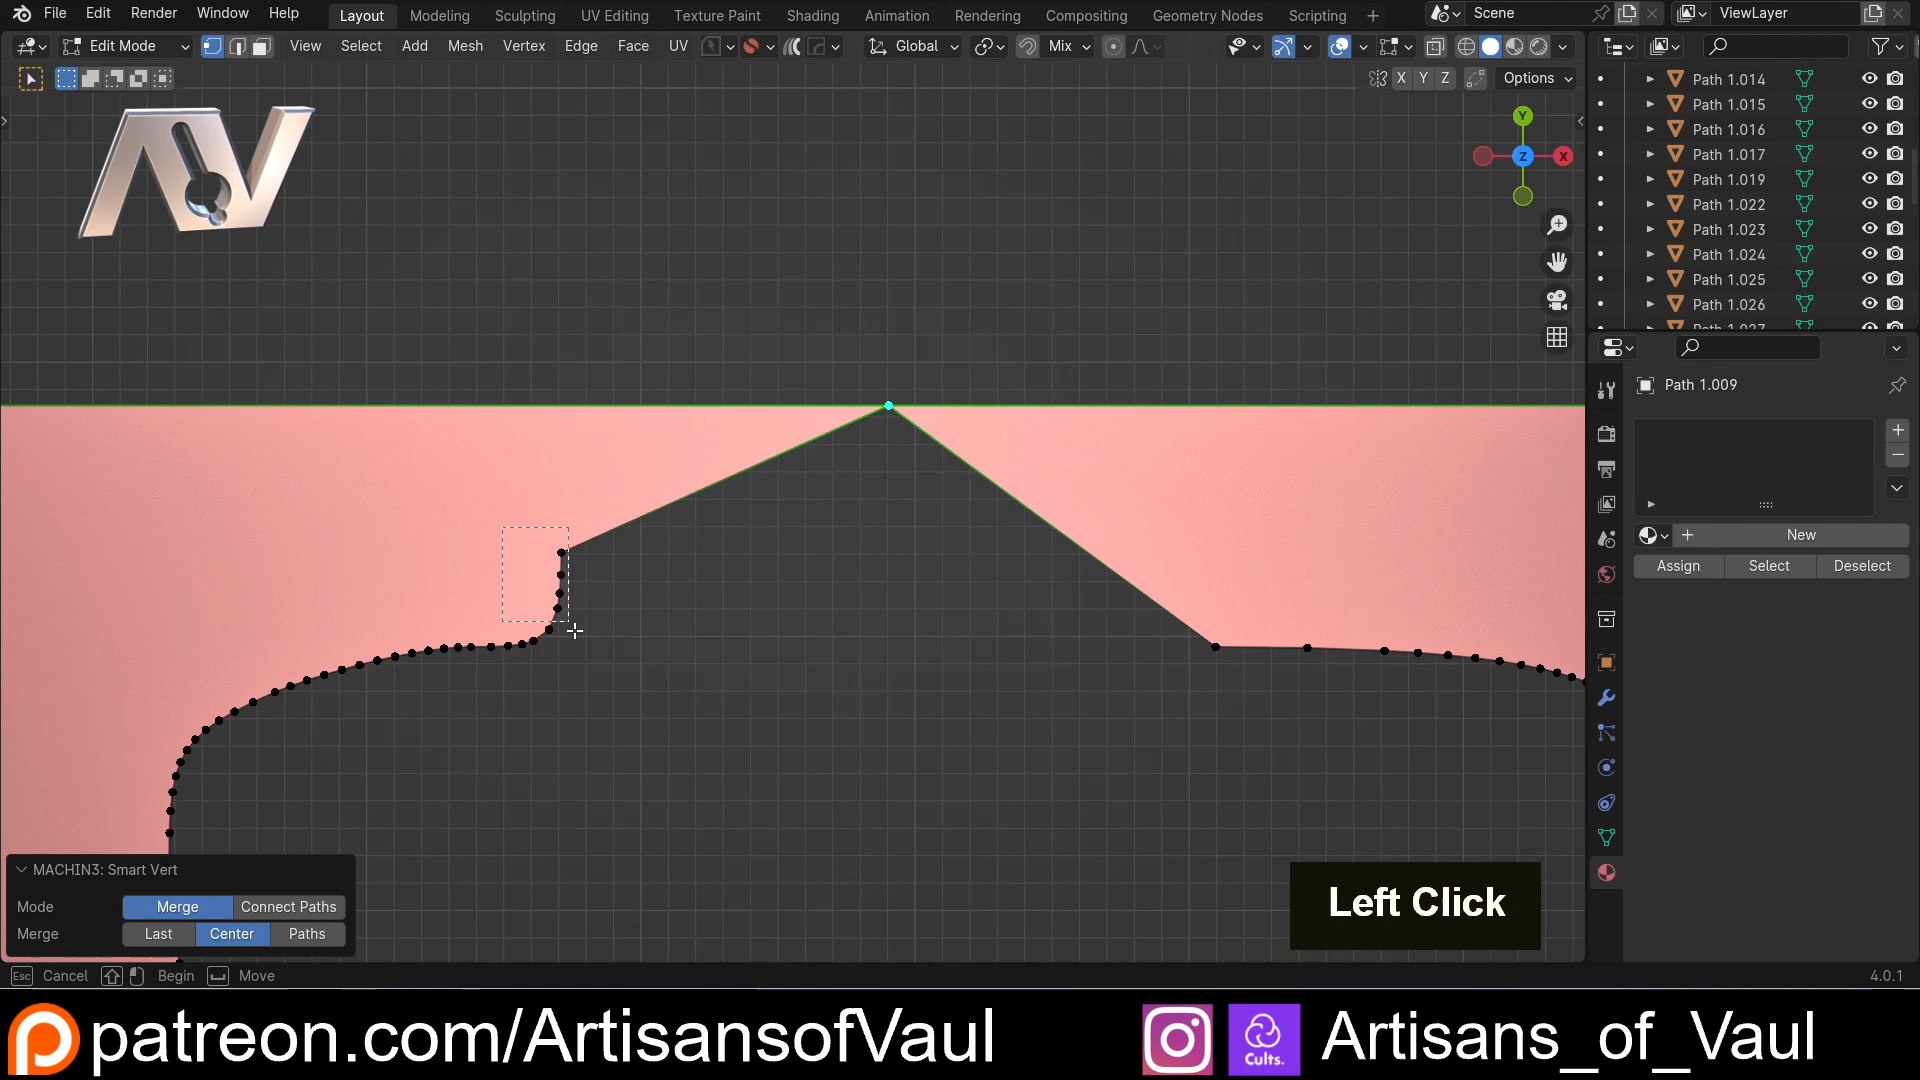 File Edit Render Window Help Layout Modeling Sculpting UV Editing Texture Paint Shading Animation Rendering Compositing Geometry Nodes Scripting + Scene ViewLayer
Edit Mode View Select Add Mesh Vertex Edge Face UV Global Mix
X Y Z Options
AV
Y
Z X
Path 1.014
Path 1.015
Path 1.016
Path 1.017
Path 1.019
Path 1.022
Path 1.023
Path 1.024
Path 1.025
Path 1.026
Path 1.027
Path 1.009
New
Assign Select Deselect
MACHIN3: Smart Vert
Mode Merge Connect Paths
Merge Last Center Paths
Left Click
Esc Cancel Begin Move 4.0.1
patreon.com/ArtisansofVaul Cults. Artisans_of_Vaul